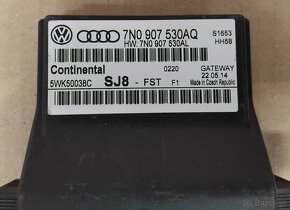 7N0 907 530AQ
HW: 7N0 907 530AL
S1653
HH58
Continental
0220
GATEWAY
22.05.14
5WK50038C
SJ8 - FST
F1
Made in Czech Republic